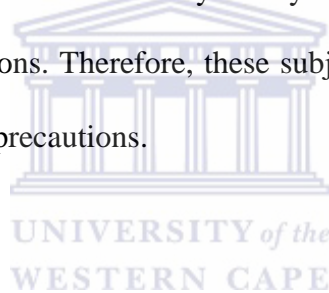 ons. Therefore, these subj
precautions.
UNIVERSITY of the
WESTERN CAPE